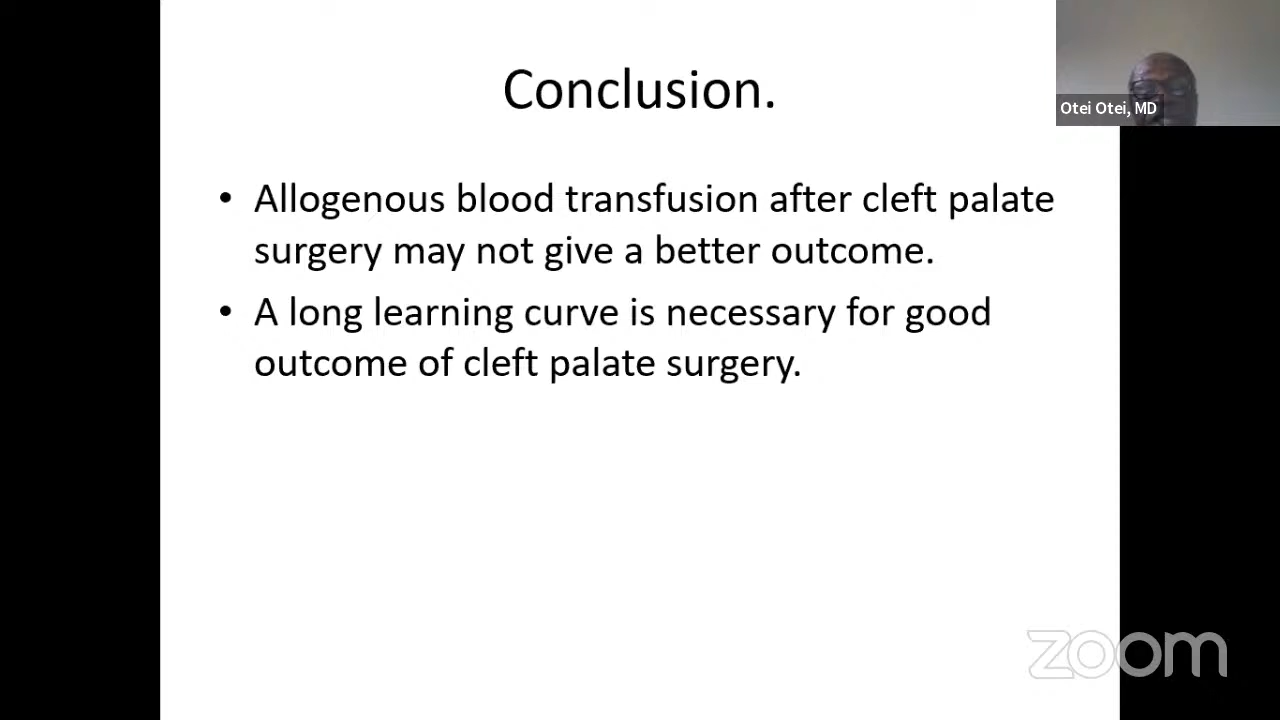 Conclusion.
Otei Otei, MD
• Allogenous blood transfusion after cleft palate
surgery may not give a better outcome.
• A long learning curve is necessary for good
outcome of cleft palate surgery.
zoom